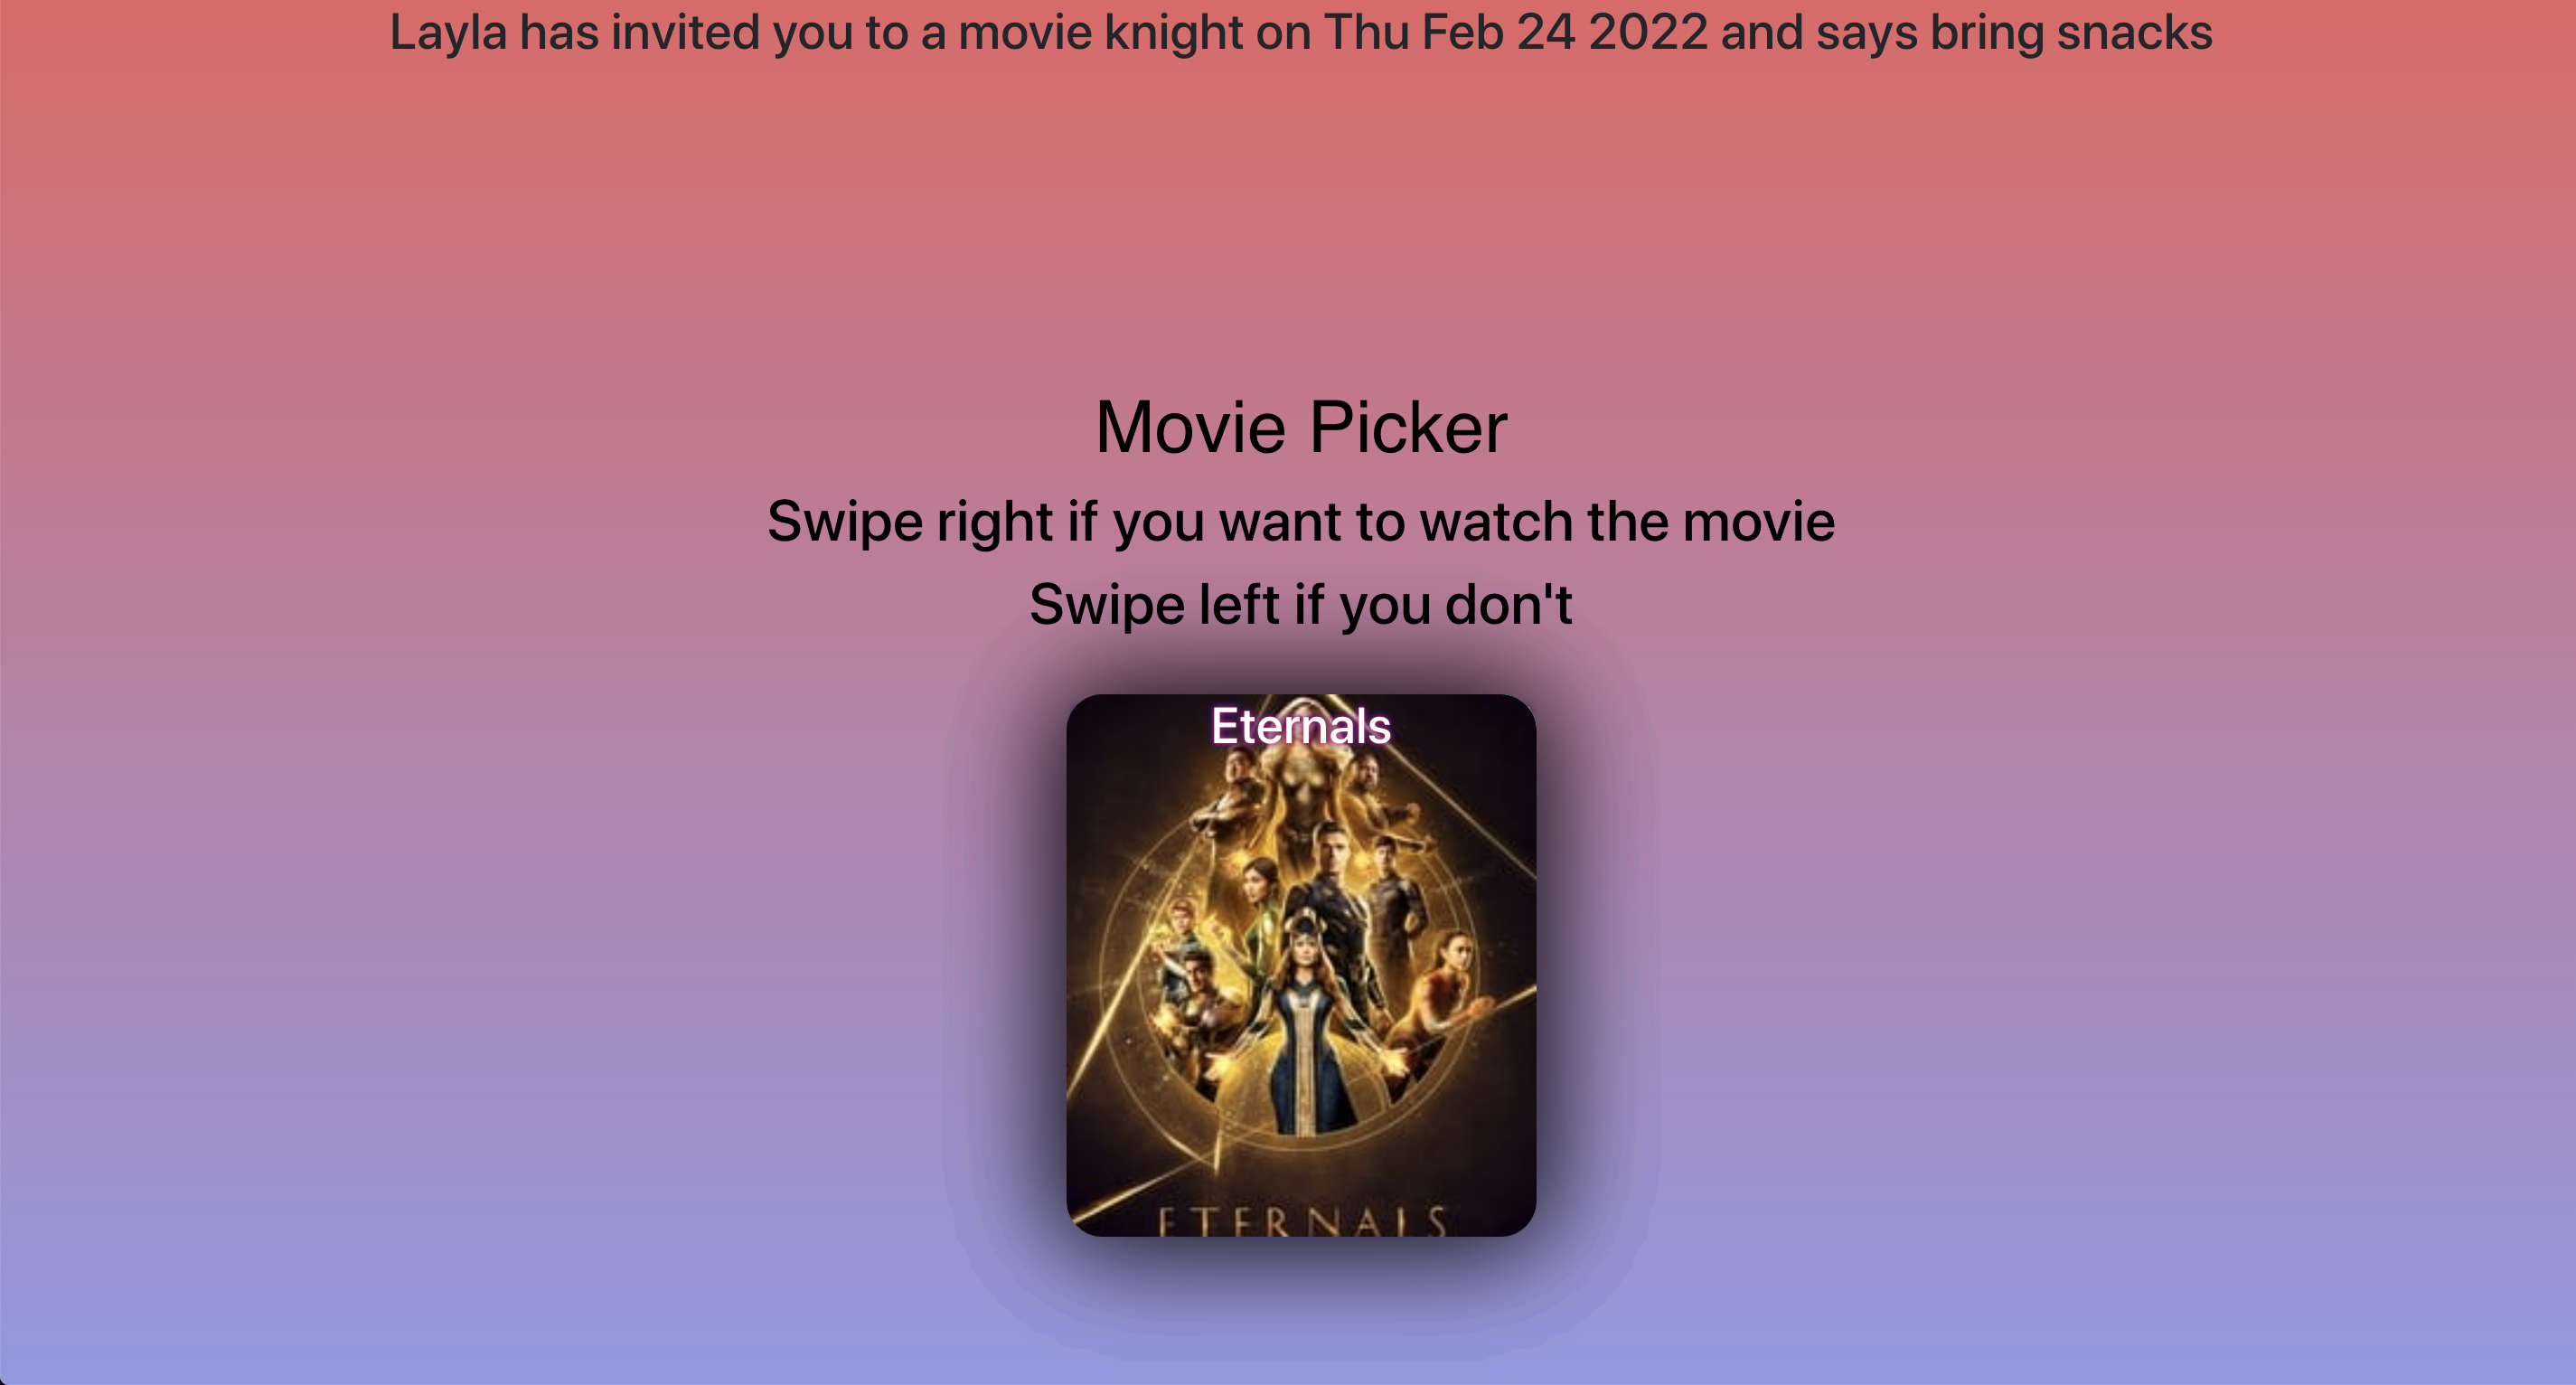 Layla has invited you to a movie knight on Thu Feb 24 2022 and says bring snacks
Movie Picker
Swipe right if you want to watch the movie
Swipe left if you don't
Eternals
ETERNALS